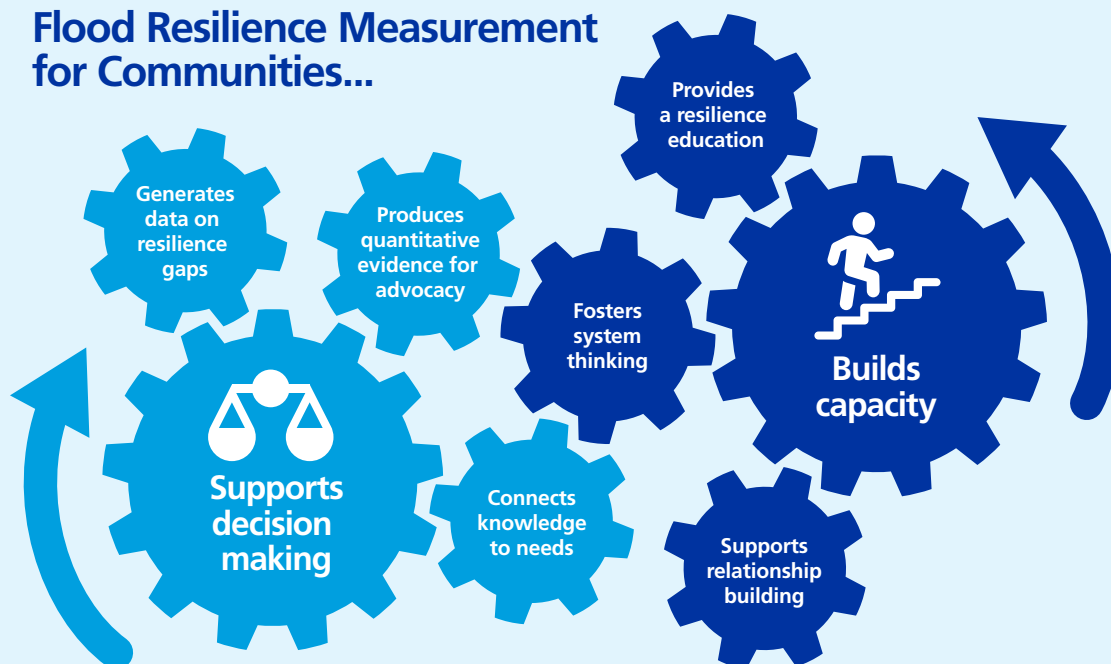 Flood Resilience Measurement
for Communities...
Generates
data on
resilience
gaps
Produces
quantitative
evidence for
advocacy
Supports
decision
making
Connects
knowledge
to needs
Provides
a resilience
education
Fosters
system
thinking
Builds
capacity
Supports
relationship
building